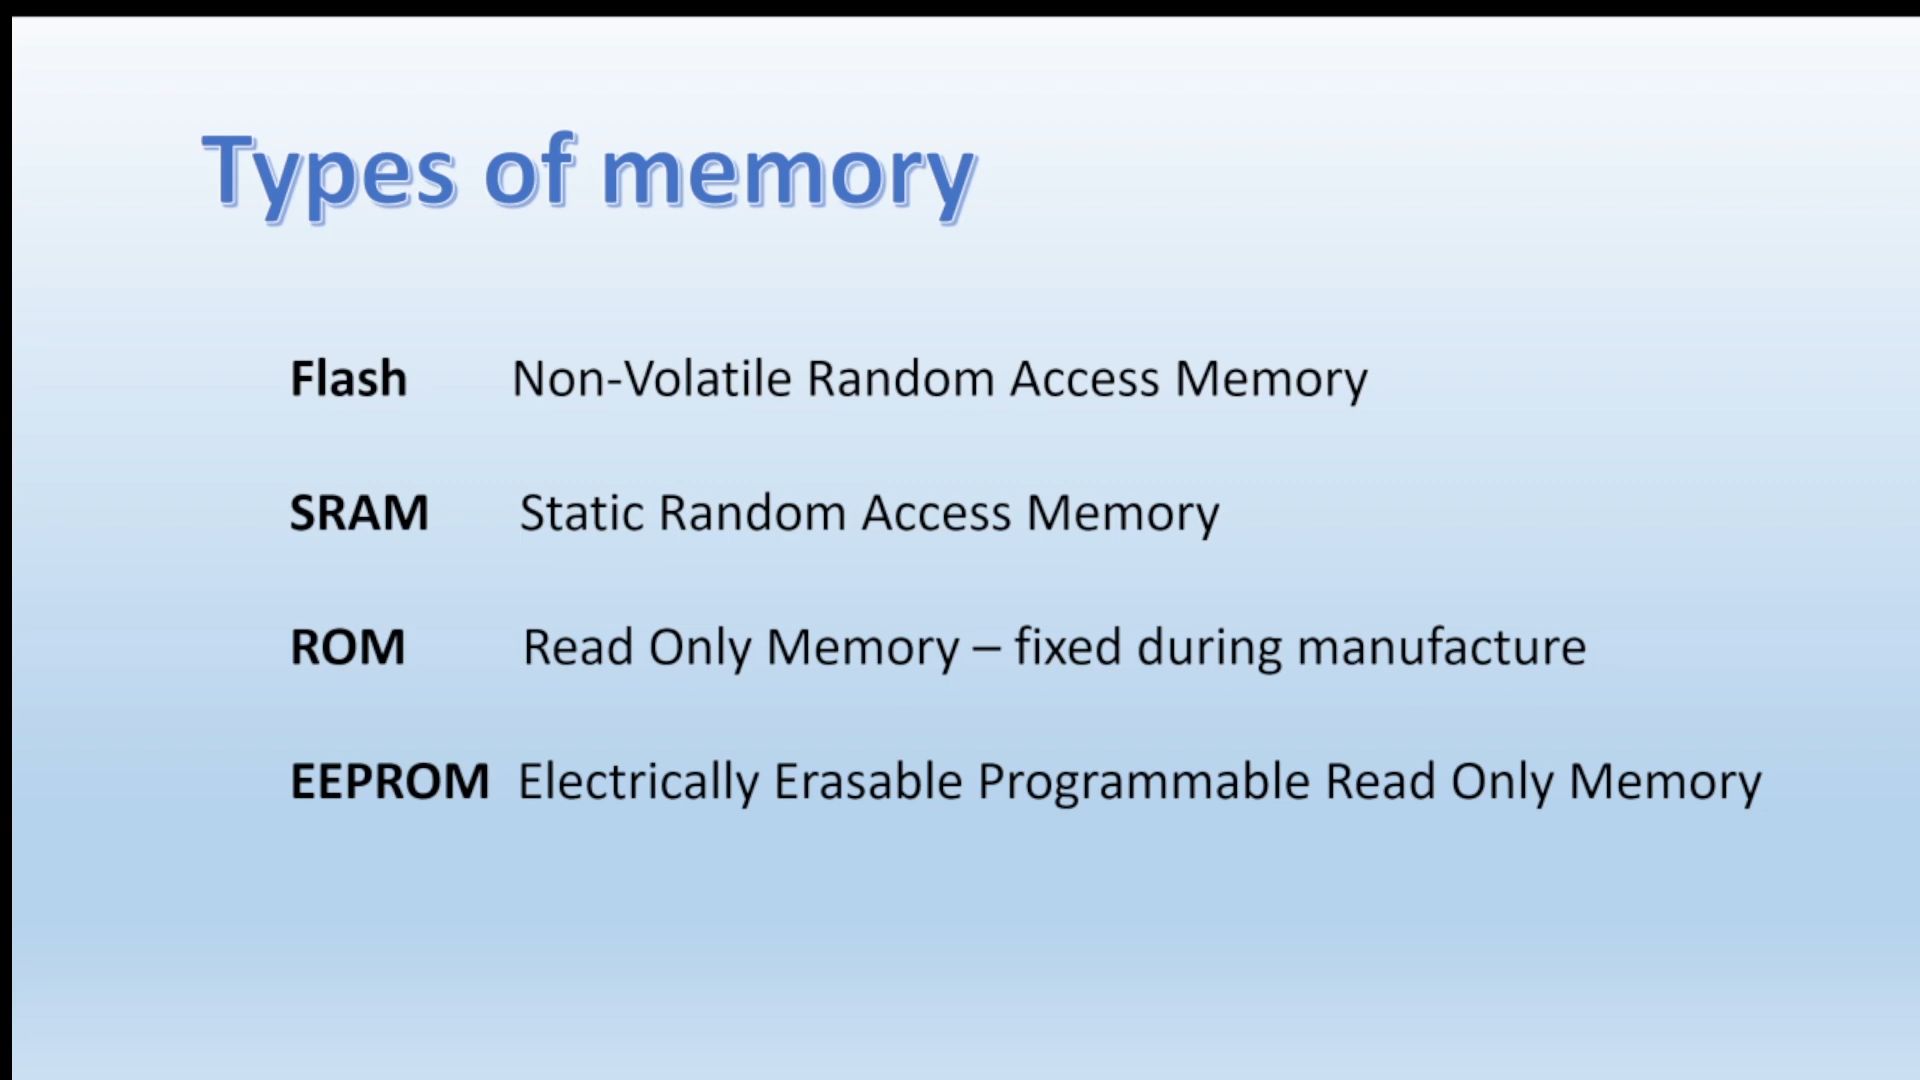 Types of memory
Flash Non-Volatile Random Access Memory
SRAM Static Random Access Memory
ROM Read Only Memory – fixed during manufacture
EEPROM Electrically Erasable Programmable Read Only Memory